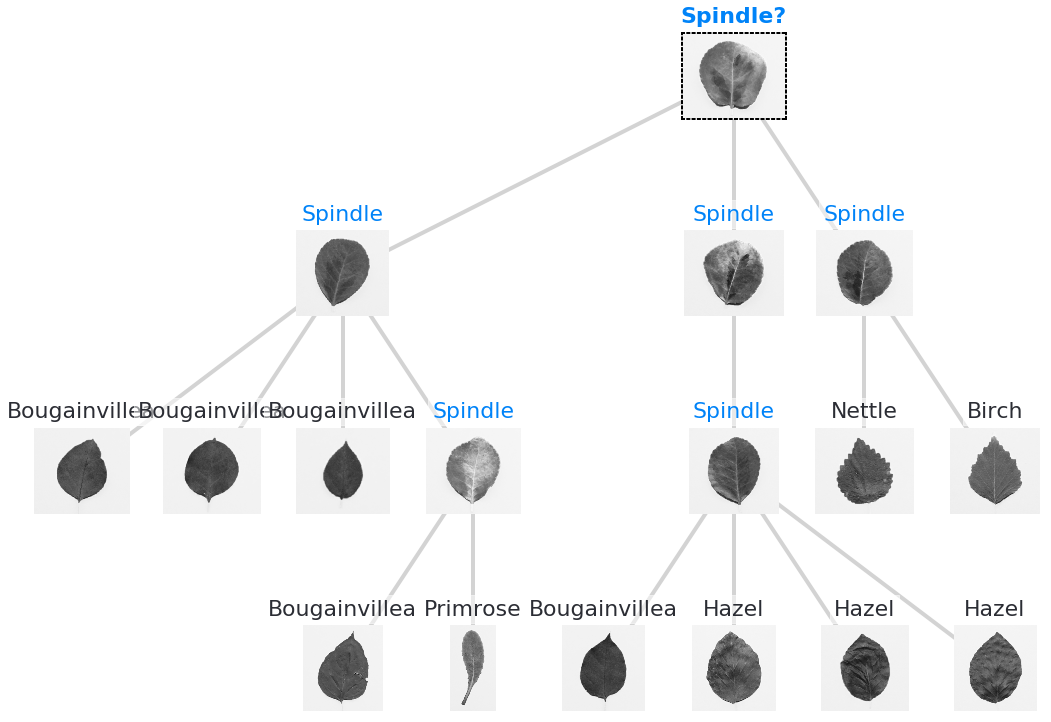 Spindle?
Spindle
Spindle
Spindle
Bougainvillea
Bougainvillea
Bougainvillea
Spindle
Spindle
Nettle
Birch
Bougainvillea
Primrose
Bougainvillea
Hazel
Hazel
Hazel